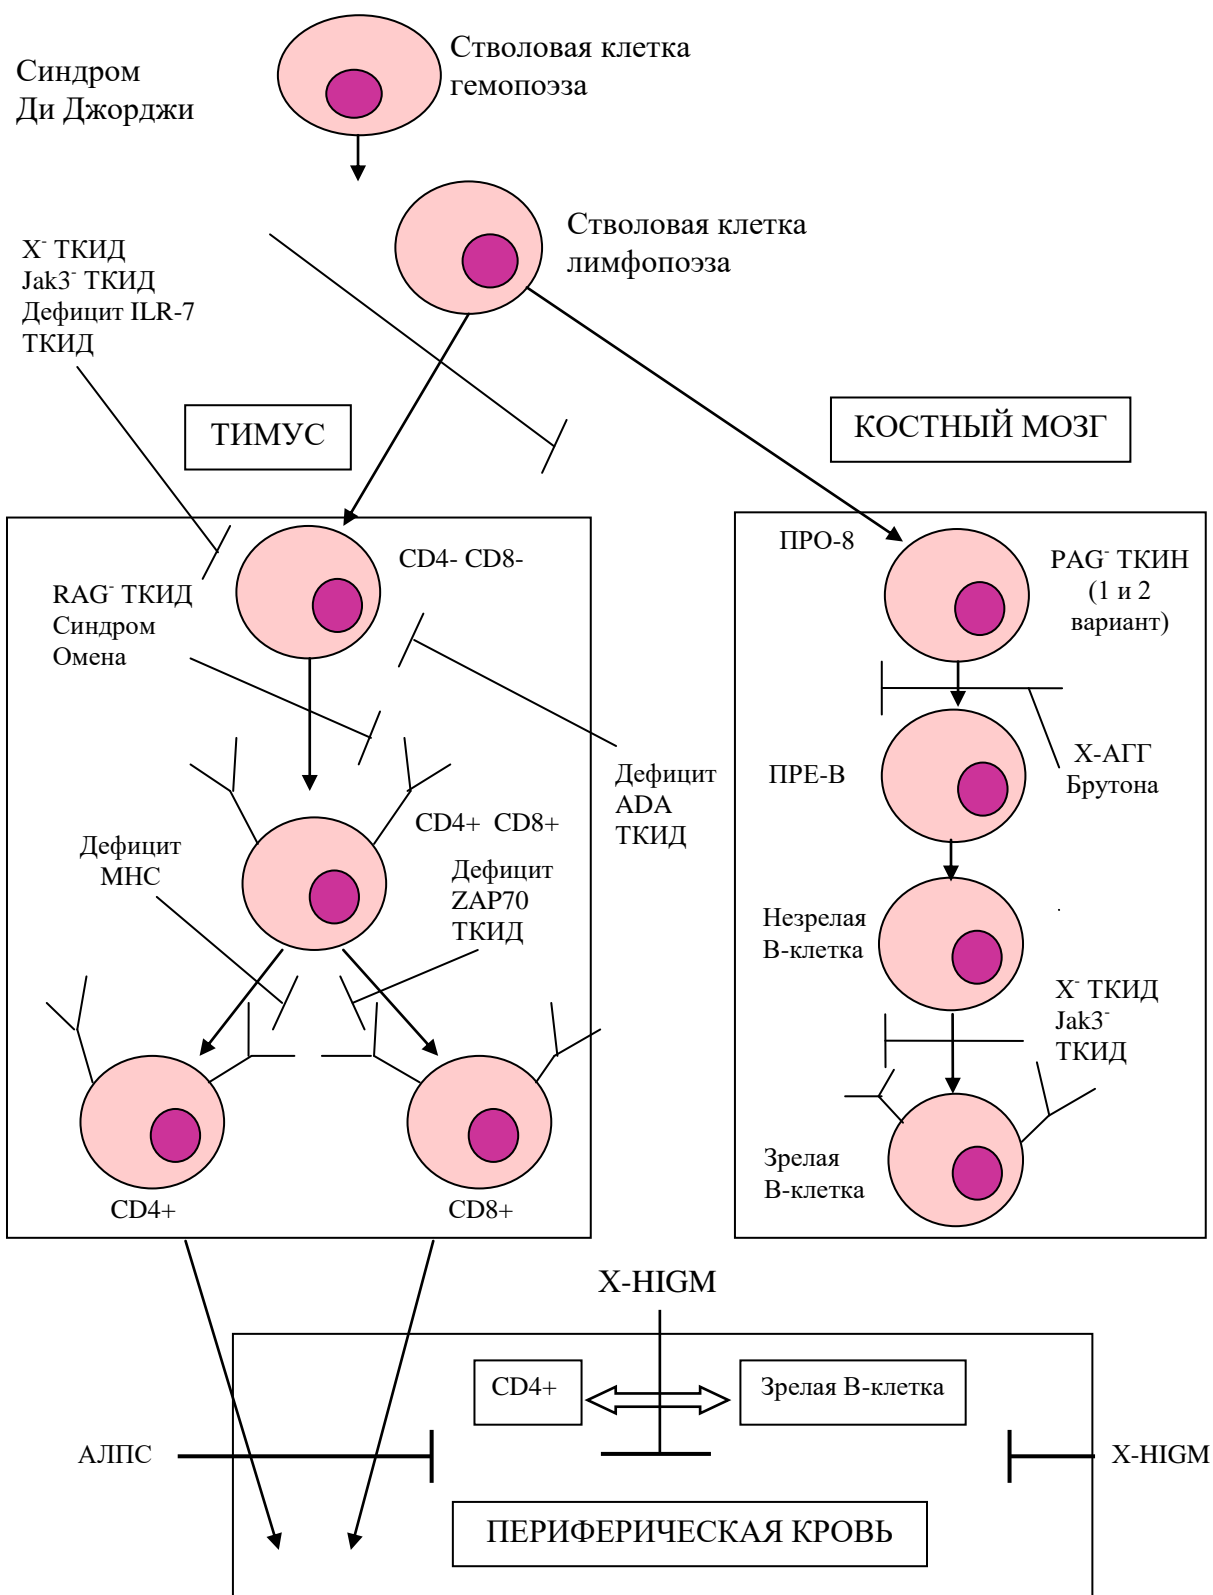 Стволовая клетка
гемопоэза
Синдром
Ди Джорджи
Стволовая клетка
лимфопоэза
X⁻ ТКИД
Jak3⁻ ТКИД
Дефицит ILR-7
ТКИД
ТИМУС
КОСТНЫЙ МОЗГ
CD4- CD8-
RAG⁻ ТКИД
Синдром
Омена
Дефицит
ADA
ТКИД
CD4+ CD8+
Дефицит
МНС
Дефицит
ZAP70
ТКИД
CD4+
CD8+
ПРО-8
РАG⁻ ТКИН
(1 и 2
вариант)
ПРЕ-В
Х-АГГ
Брутона
Незрелая
В-клетка
X⁻ ТКИД
Jak3⁻
ТКИД
Зрелая
В-клетка
X-HIGM
CD4+
Зрелая В-клетка
АЛПС
X-HIGM
ПЕРИФЕРИЧЕСКАЯ КРОВЬ